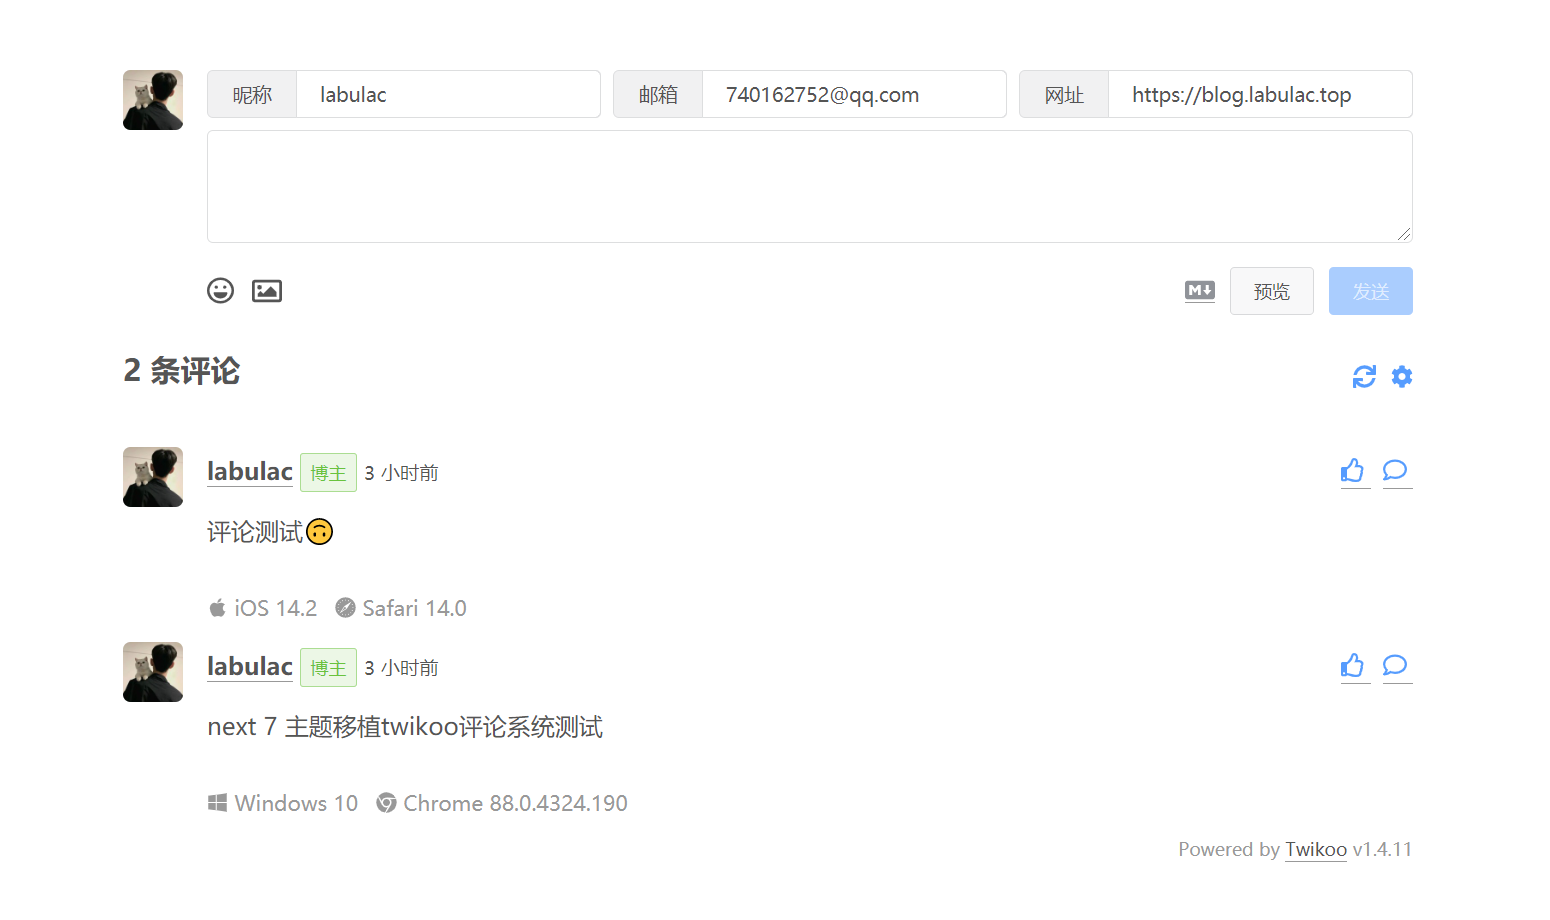 昵称 labulac 邮箱 740162752@qq.com 网址 https://blog.labulac.top
M↓ 预览 发送
2 条评论
labulac 博主 3 小时前
评论测试🙃
iOS 14.2 Safari 14.0
labulac 博主 3 小时前
next 7 主题移植twikoo评论系统测试
Windows 10 Chrome 88.0.4324.190
Powered by Twikoo v1.4.11